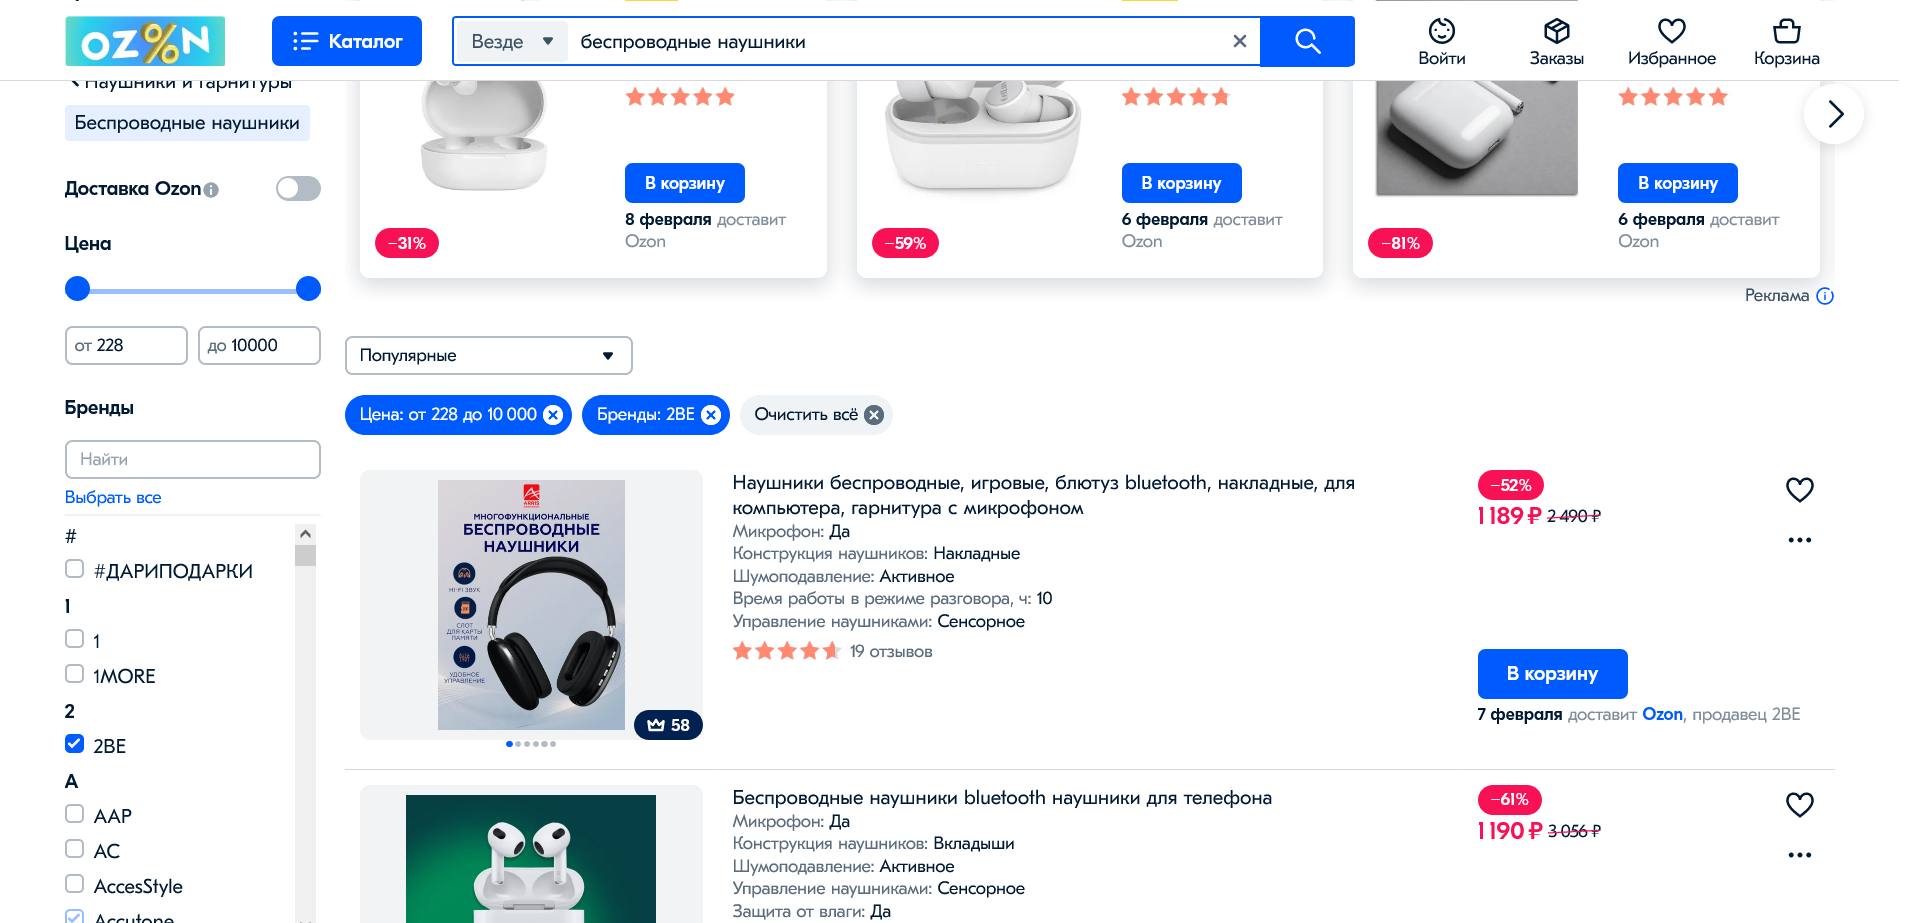 OZ%N
Каталог
Везде
беспроводные наушники
Войти
Заказы
Избранное
Корзина
Наушники и гарнитуры
Беспроводные наушники
Доставка Ozon
Цена
от 228
до 10000
Бренды
Найти
Выбрать все
#
#ДАРИПОДАРКИ
1
1
1MORE
2
2BE
A
AAP
AC
AccesStyle
Accutone
В корзину
8 февраля доставит
Ozon
−31%
В корзину
6 февраля доставит
Ozon
−59%
В корзину
6 февраля доставит
Ozon
−81%
Реклама
Популярные
Цена: от 228 до 10 000
Бренды: 2BE
Очистить всё
ARRIS
МНОГОФУНКЦИОНАЛЬНЫЕ
БЕСПРОВОДНЫЕ
НАУШНИКИ
HI-FI ЗВУК
СЛОТ
ДЛЯ КАРТЫ
ПАМЯТИ
УДОБНОЕ
УПРАВЛЕНИЕ
58
Наушники беспроводные, игровые, блютуз bluetooth, накладные, для
компьютера, гарнитура с микрофоном
Микрофон: Да
Конструкция наушников: Накладные
Шумоподавление: Активное
Время работы в режиме разговора, ч: 10
Управление наушниками: Сенсорное
19 отзывов
−52%
1 189 ₽ 2 490 ₽
В корзину
7 февраля доставит Ozon, продавец 2BE
Беспроводные наушники bluetooth наушники для телефона
Микрофон: Да
Конструкция наушников: Вкладыши
Шумоподавление: Активное
Управление наушниками: Сенсорное
Защита от влаги: Да
−61%
1 190 ₽ 3 056 ₽